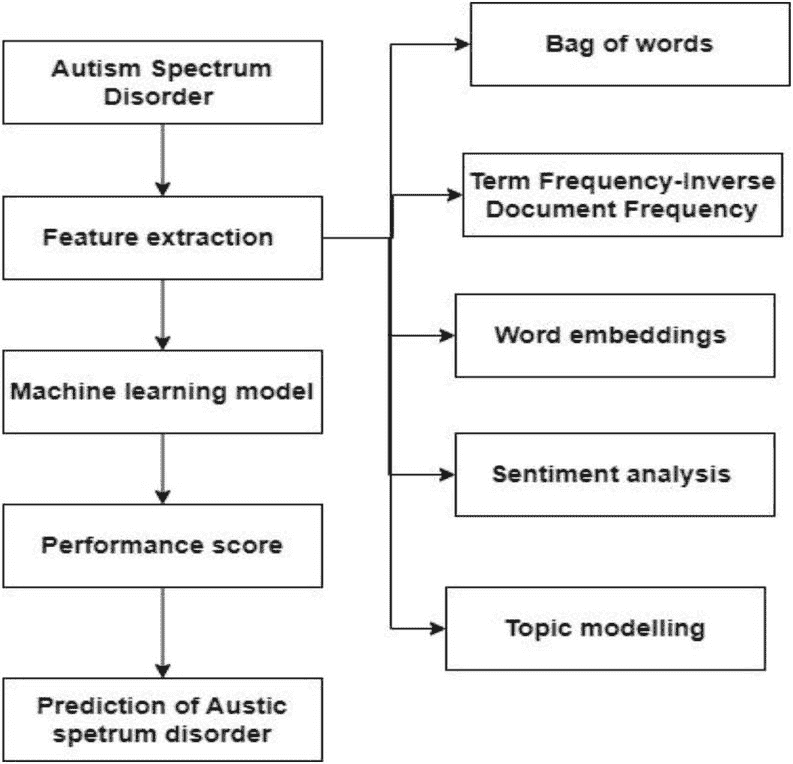 Autism Spectrum
Disorder
Feature extraction
Machine learning model
Performance score
Prediction of Austic
spetrum disorder
Bag of words
Term Frequency-Inverse
Document Frequency
Word embeddings
Sentiment analysis
Topic modelling